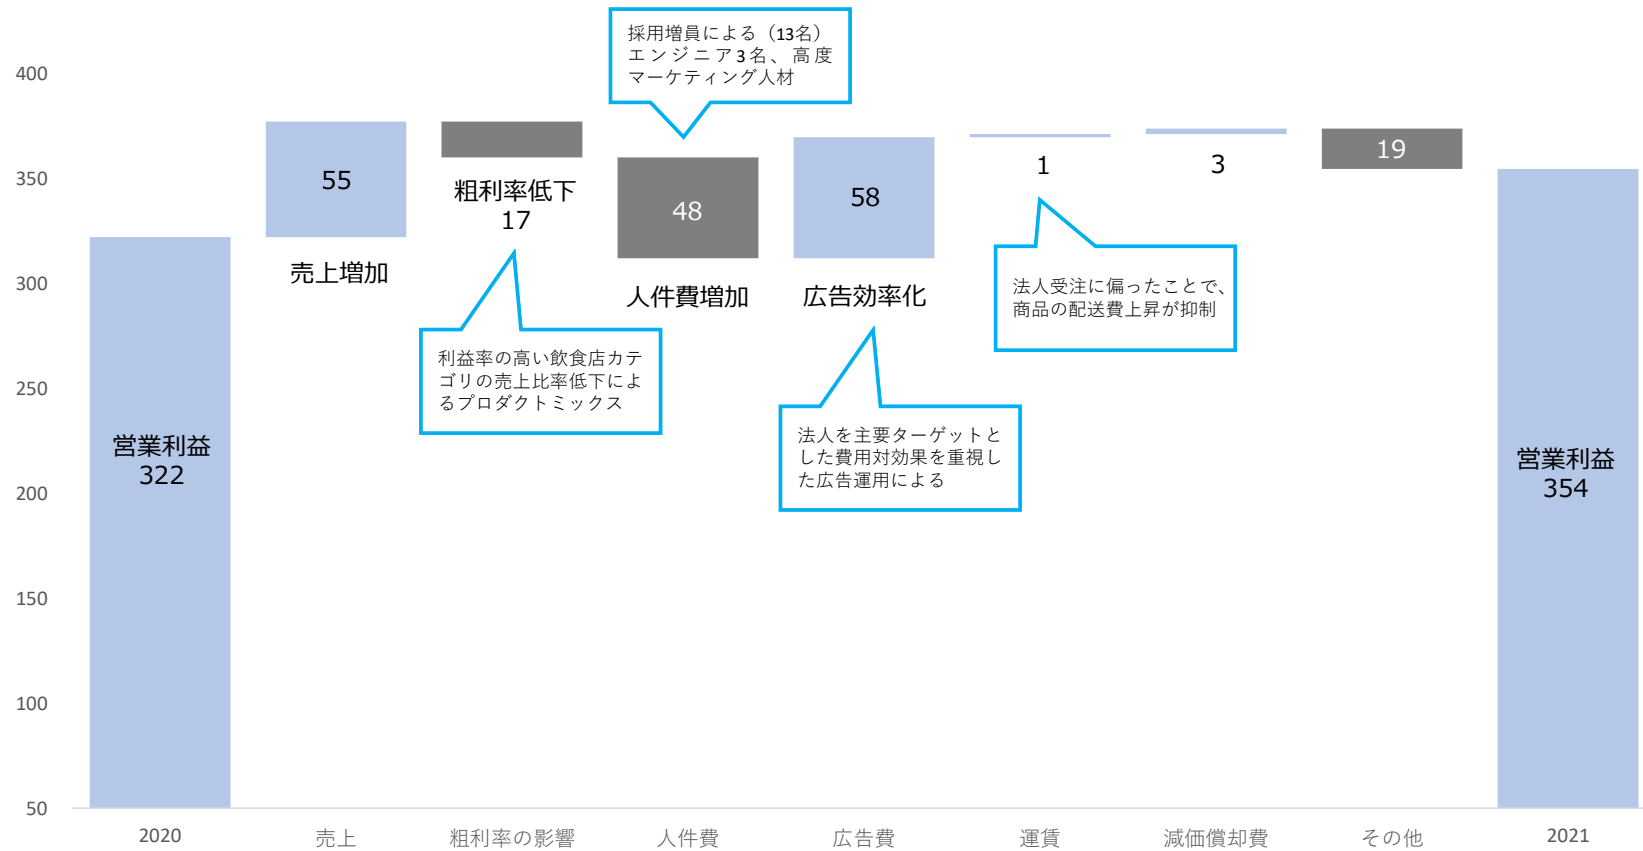 採用増員による（13名）
エンジニア3名、高度
マーケティング人材
400
350
300
250
200
150
100
50
営業利益
322
55
売上増加
粗利率低下
17
利益率の高い飲食店カテ
ゴリの売上比率低下によ
るプロダクトミックス
48
人件費増加
58
広告効率化
法人を主要ターゲットと
した費用対効果を重視し
た広告運用による
1
法人受注に偏ったことで、
商品の配送費上昇が抑制
3
19
営業利益
354
2020
売上
粗利率の影響
人件費
広告費
運賃
減価償却費
その他
2021